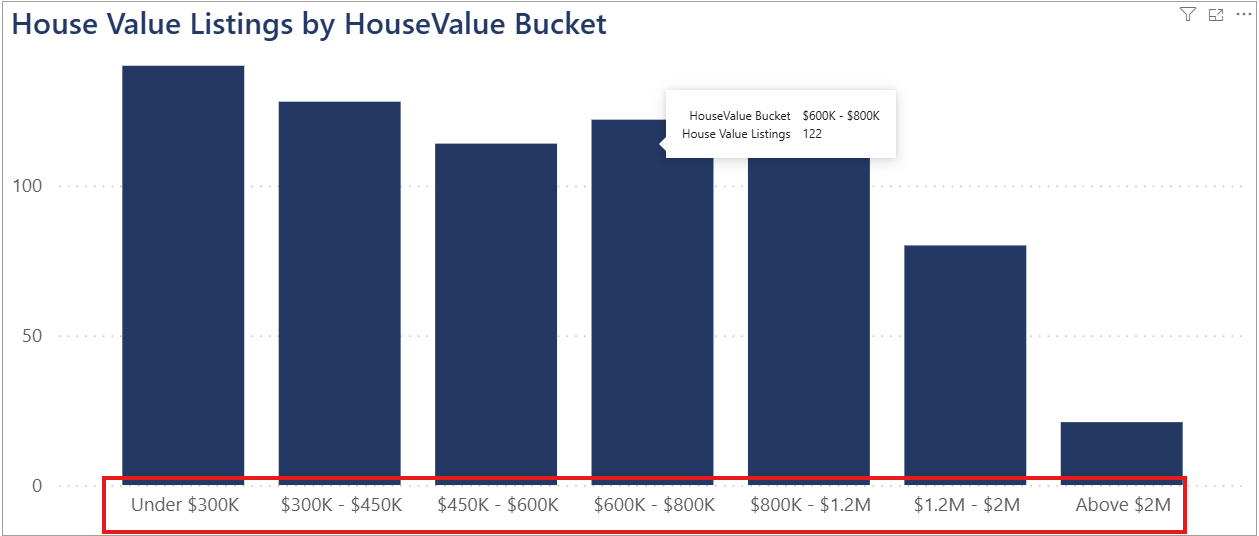 House Value Listings by HouseValue Bucket
HouseValue Bucket $600K - $800K
House Value Listings 122
100
50
0
Under $300K $300K - $450K $450K - $600K $600K - $800K $800K - $1.2M $1.2M - $2M Above $2M